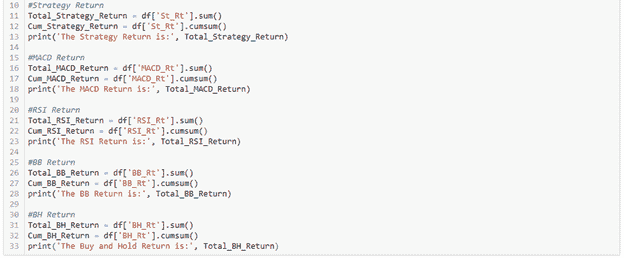 10 #Strategy Return
11 Total_Strategy_Return = df['St_Rt'].sum()
12 Cum_Strategy_Return = df['St_Rt'].cumsum()
13 print('The Strategy Return is:', Total_Strategy_Return)
14
15 #MACD Return
16 Total_MACD_Return = df['MACD_Rt'].sum()
17 Cum_MACD_Return = df['MACD_Rt'].cumsum()
18 print('The MACD Return is:', Total_MACD_Return)
19
20 #RSI Return
21 Total_RSI_Return = df['RSI_Rt'].sum()
22 Cum_RSI_Return = df['RSI_Rt'].cumsum()
23 print('The RSI Return is:', Total_RSI_Return)
24
25 #BB Return
26 Total_BB_Return = df['BB_Rt'].sum()
27 Cum_BB_Return = df['BB_Rt'].cumsum()
28 print('The BB Return is:', Total_BB_Return)
29
30 #BH Return
31 Total_BH_Return = df['BH_Rt'].sum()
32 Cum_BH_Return = df['BH_Rt'].cumsum()
33 print('The Buy and Hold Return is:', Total_BH_Return)